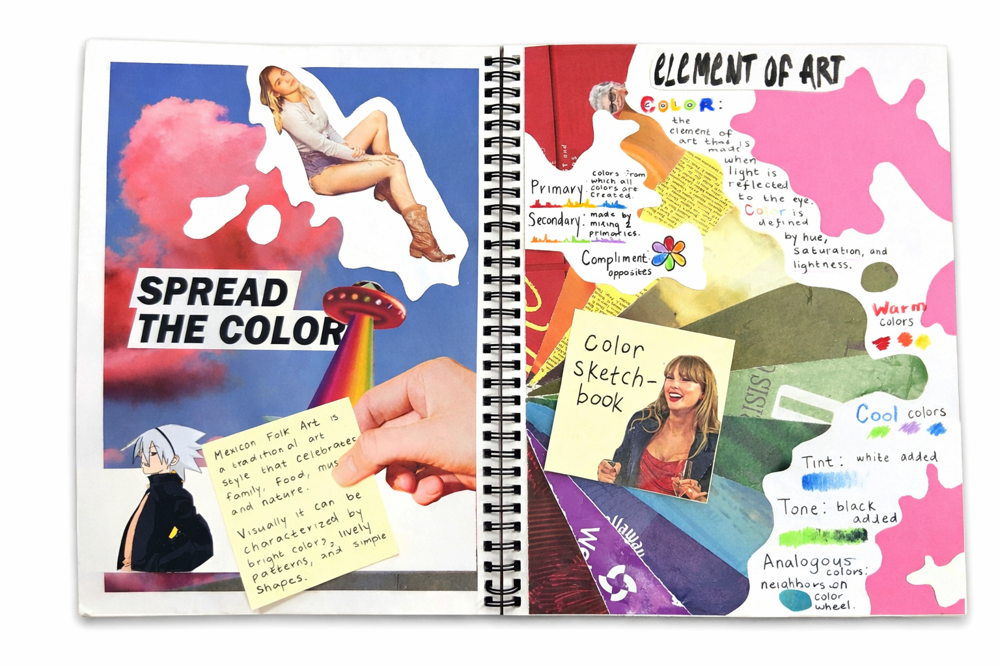 SPREAD
THE COLOR
Mexican Folk Art is
a traditional art
style that celebrates
family, food, mus
and nature.
Visually it can be
characterized by
bright colors, lively
patterns, and simple
shapes.
ELEMENT OF ART
COLOR:
the
element of
art that is
made
when
light is
reflected
to the eye.
Color is
defined
by hue,
saturation, and
lightness.
Primary: colors from
which all
colors are
created.
Secondary: made by
mixing 2
primaries.
Compliment:
opposites
Color
sketch-
book
Warm
colors
Cool colors
Tint: white added
Tone: black
added
Analogous
colors:
neighbors on
color
wheel.
ISIS
llaw
We